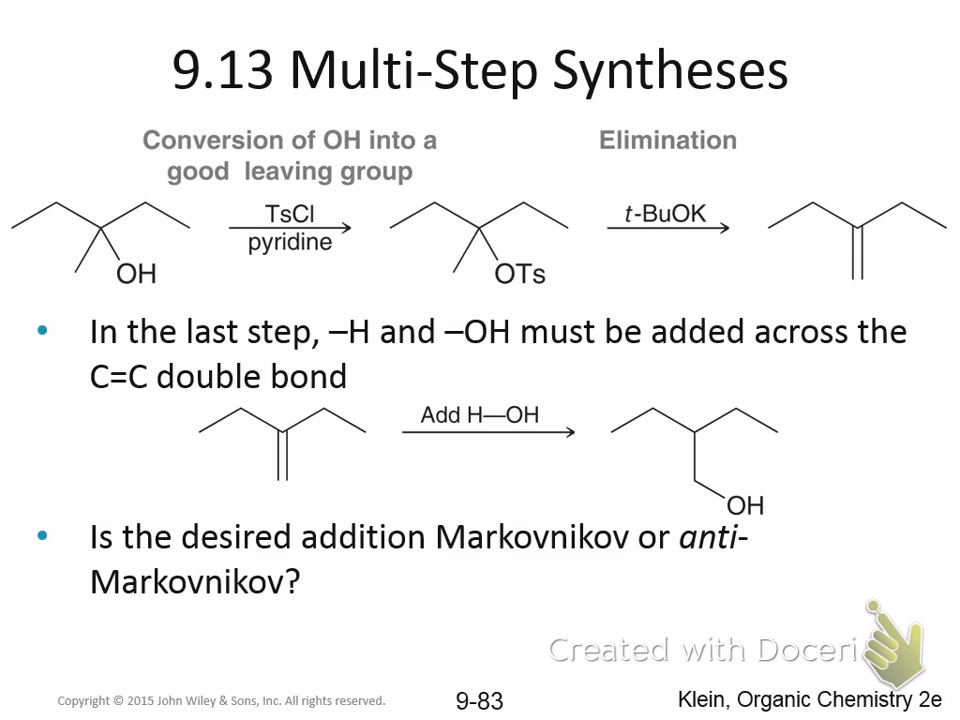 9.13 Multi-Step Syntheses
Conversion of OH into a
good leaving group
Elimination
TsCl
pyridine
t-BuOK
OH
OTs
• In the last step, –H and –OH must be added across the
C=C double bond
Add H—OH
OH
• Is the desired addition Markovnikov or anti-
Markovnikov?
Created with Doceri
Copyright © 2015 John Wiley & Sons, Inc. All rights reserved.
9-83
Klein, Organic Chemistry 2e